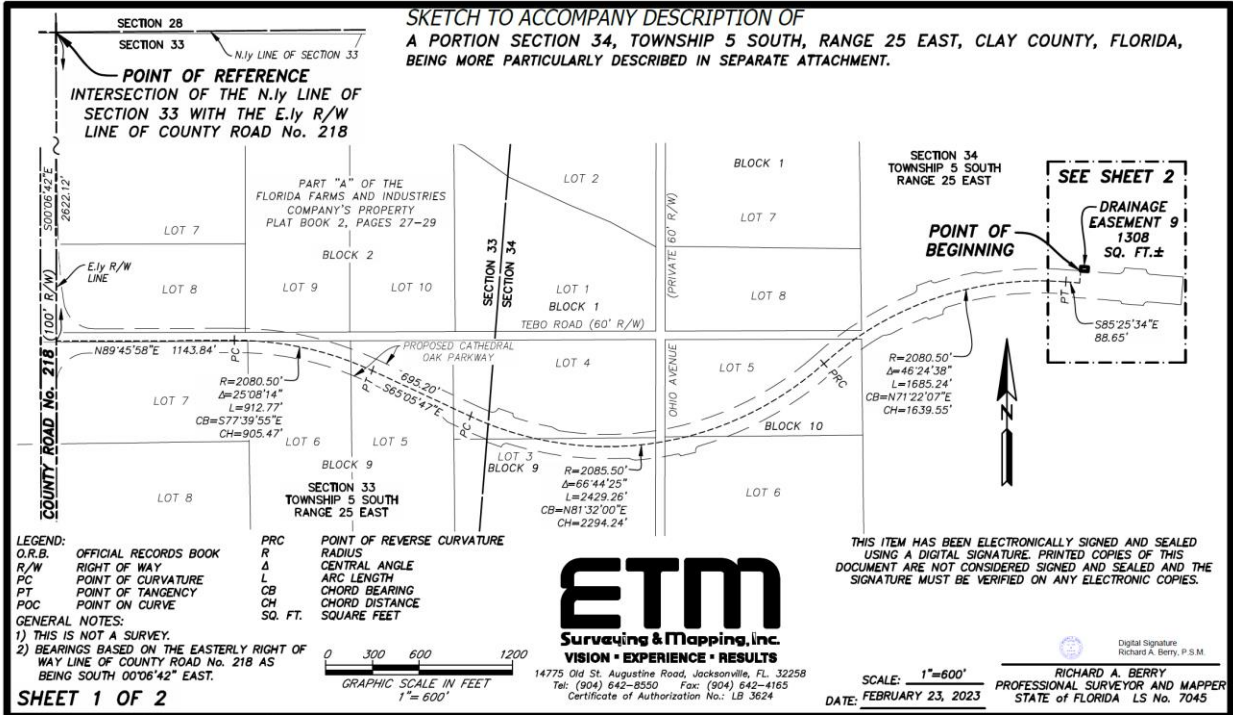 SKETCH TO ACCOMPANY DESCRIPTION OF
A PORTION SECTION 34, TOWNSHIP 5 SOUTH, RANGE 25 EAST, CLAY COUNTY, FLORIDA,
BEING MORE PARTICULARLY DESCRIBED IN SEPARATE ATTACHMENT.
SECTION 28
SECTION 33
N.ly LINE OF SECTION 33
POINT OF REFERENCE
INTERSECTION OF THE N.ly LINE OF
SECTION 33 WITH THE E.ly R/W
LINE OF COUNTY ROAD No. 218
S00°06'42"E
2622.12'
E.ly R/W
LINE
COUNTY ROAD No. 218 (100' R/W)
LOT 7
PART "A" OF THE
FLORIDA FARMS AND INDUSTRIES
COMPANY'S PROPERTY
PLAT BOOK 2, PAGES 27-29
BLOCK 2
LOT 8
LOT 9
LOT 10
SECTION 33
SECTION 34
LOT 2
LOT 1
BLOCK 1
TEBO ROAD (60' R/W)
(PRIVATE 60' R/W)
OHIO AVENUE
BLOCK 1
LOT 7
LOT 8
SECTION 34
TOWNSHIP 5 SOUTH
RANGE 25 EAST
SEE SHEET 2
DRAINAGE
EASEMENT 9
1308
SQ. FT.±
POINT OF
BEGINNING
PT
S85°25'34"E
88.65'
N89°45'58"E 1143.84'
PC
R=2080.50'
Δ=25°08'14"
L=912.77'
CB=S77°39'55"E
CH=905.47'
PROPOSED CATHEDRAL
OAK PARKWAY
PT
695.20'
S65°05'47"E
PC
LOT 4
LOT 5
PRC
R=2080.50'
Δ=46°24'38"
L=1685.24'
CB=N71°22'07"E
CH=1639.55'
N
LOT 7
LOT 6
LOT 5
BLOCK 9
LOT 3
BLOCK 9
BLOCK 10
R=2085.50'
Δ=66°44'25"
L=2429.26'
CB=N81°32'00"E
CH=2294.24'
LOT 6
LOT 8
SECTION 33
TOWNSHIP 5 SOUTH
RANGE 25 EAST
LEGEND:
O.R.B. OFFICIAL RECORDS BOOK
R/W RIGHT OF WAY
PC POINT OF CURVATURE
PT POINT OF TANGENCY
POC POINT ON CURVE
PRC POINT OF REVERSE CURVATURE
R RADIUS
Δ CENTRAL ANGLE
L ARC LENGTH
CB CHORD BEARING
CH CHORD DISTANCE
SQ. FT. SQUARE FEET
GENERAL NOTES:
1) THIS IS NOT A SURVEY.
2) BEARINGS BASED ON THE EASTERLY RIGHT OF
WAY LINE OF COUNTY ROAD No. 218 AS
BEING SOUTH 00°06'42" EAST.
SHEET 1 OF 2
0 300 600 1200
GRAPHIC SCALE IN FEET
1"= 600'
ETM
Surveying & Mapping, Inc.
VISION • EXPERIENCE • RESULTS
14775 Old St. Augustine Road, Jacksonville, FL. 32258
Tel: (904) 642-8550 Fax: (904) 642-4165
Certificate of Authorization No.: LB 3624
THIS ITEM HAS BEEN ELECTRONICALLY SIGNED AND SEALED
USING A DIGITAL SIGNATURE. PRINTED COPIES OF THIS
DOCUMENT ARE NOT CONSIDERED SIGNED AND SEALED AND THE
SIGNATURE MUST BE VERIFIED ON ANY ELECTRONIC COPIES.
Digital Signature
Richard A. Berry, P.S.M.
SCALE: 1"=600'
DATE: FEBRUARY 23, 2023
RICHARD A. BERRY
PROFESSIONAL SURVEYOR AND MAPPER
STATE of FLORIDA LS No. 7045